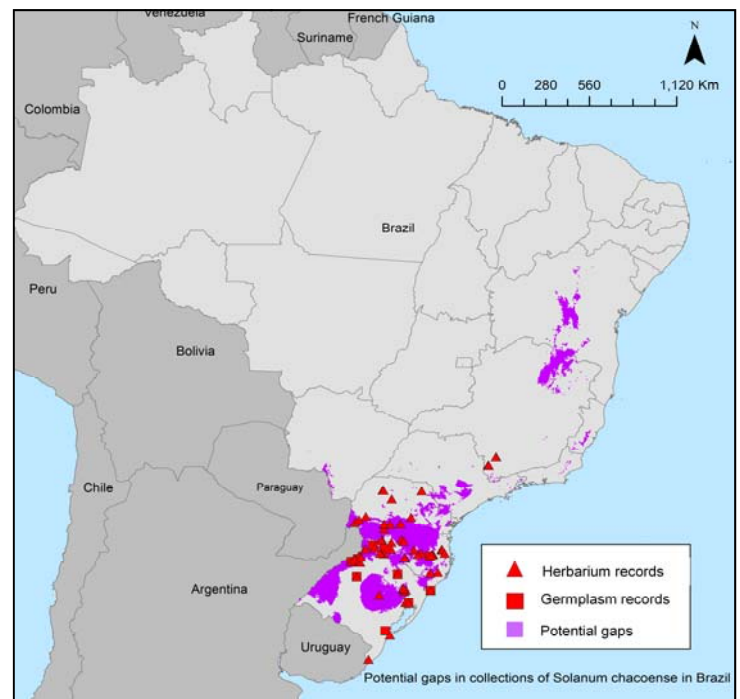 Venezuela
French Guiana
Suriname
N
0 280 560 1,120 Km
Colombia
Brazil
Peru
Bolivia
Paraguay
Chile
Argentina
Uruguay
Herbarium records
Germplasm records
Potential gaps
Potential gaps in collections of Solanum chacoense in Brazil